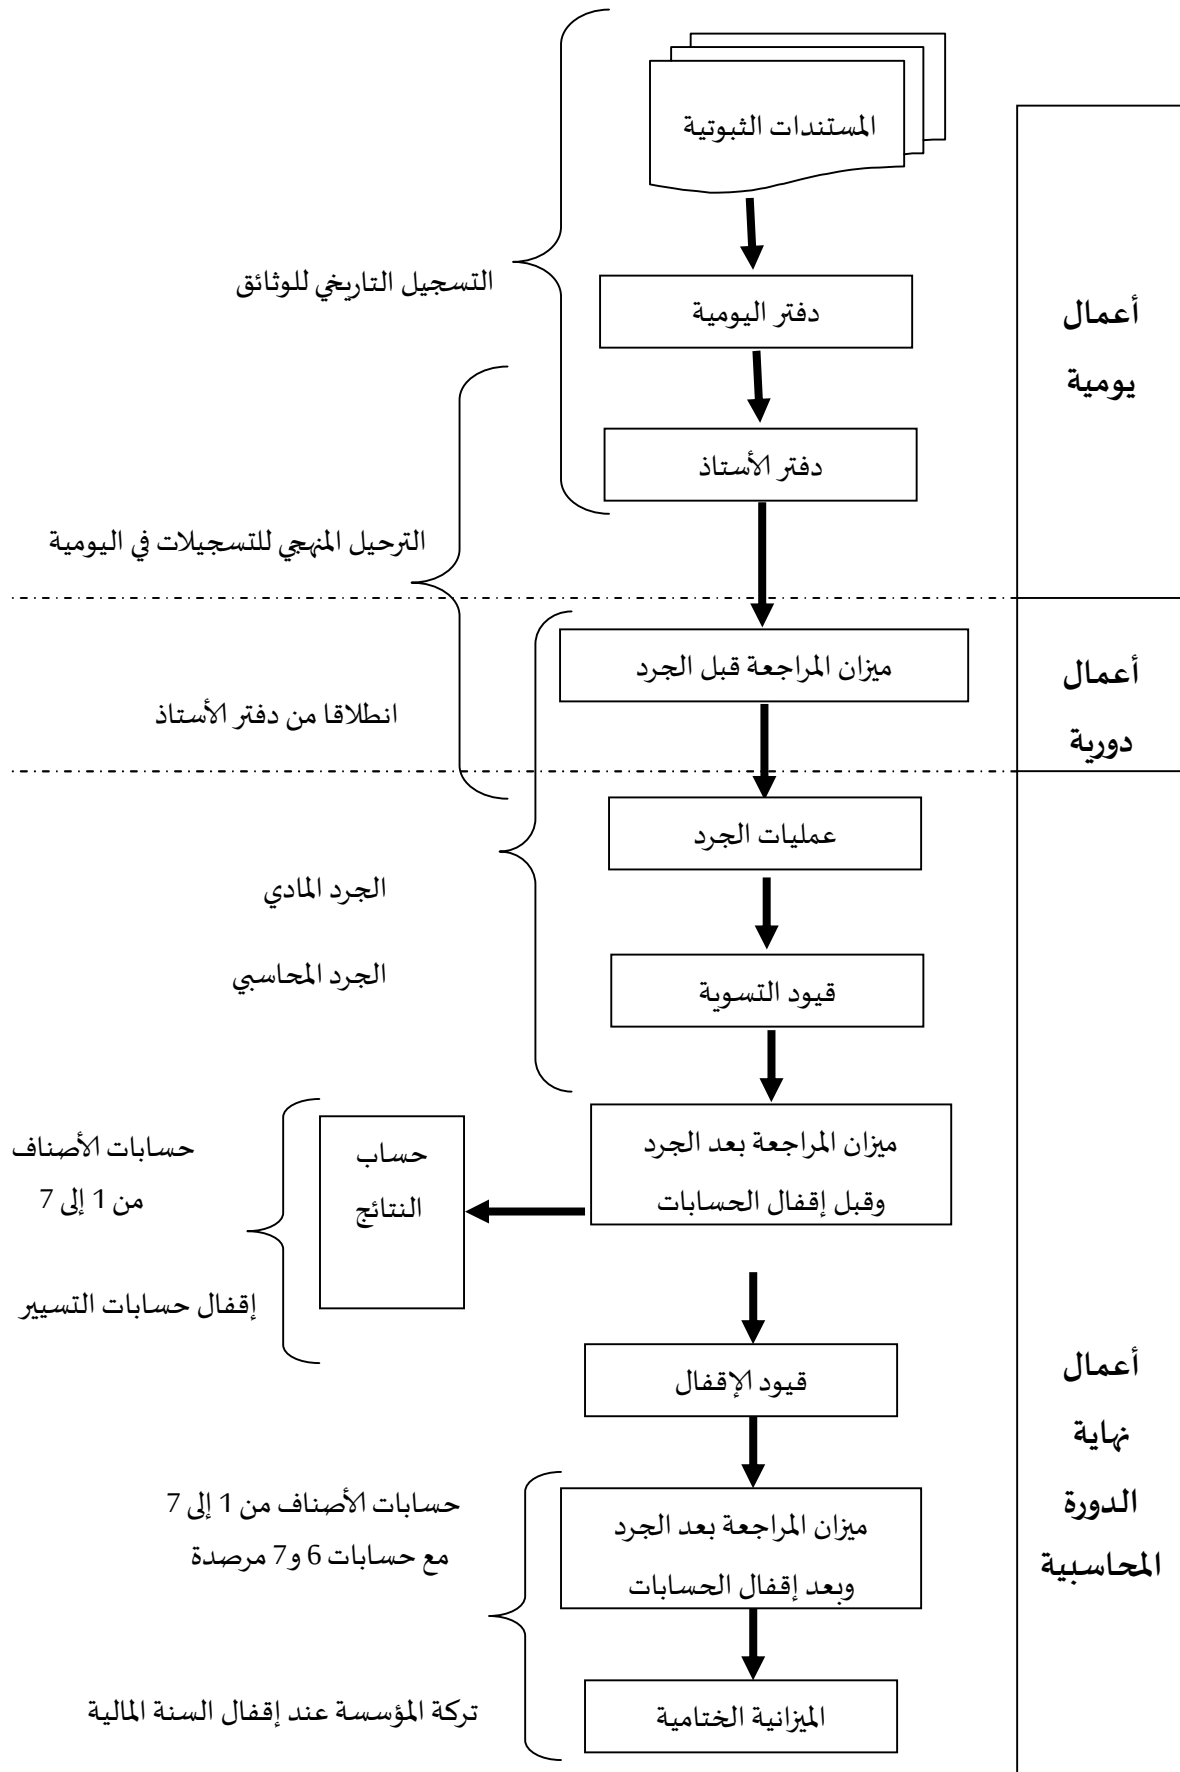 المستندات الثبوتية
التسجيل التاريخي للوثائق
دفتر اليومية
أعمال
يومية
دفتر الأستاذ
الترحيل المنهجي للتسجيلات في اليومية
ميزان المراجعة قبل الجرد
أعمال
دورية
انطلاقا من دفتر الأستاذ
عمليات الجرد
الجرد المادي
الجرد المحاسبي
قيود التسوية
ميزان المراجعة بعد الجرد
وقبل إقفال الحسابات
حساب
النتائج
حسابات الأصناف
من 1 إلى 7
إقفال حسابات التسيير
قيود الإقفال
أعمال
نهاية
الدورة
المحاسبية
ميزان المراجعة بعد الجرد
وبعد إقفال الحسابات
حسابات الأصناف من 1 إلى 7
مع حسابات 6 و7 مرصدة
الميزانية الختامية
تركة المؤسسة عند إقفال السنة المالية